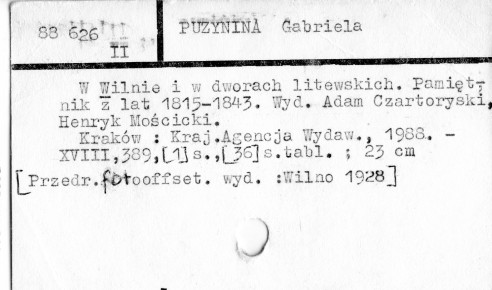 88 626
II
PUZYNINA Gabriela
W Wilnie i w dworach litewskich. Pamięt-
nik z lat 1815-1843. Wyd. Adam Czartoryski,
Henryk Mościcki.
Kraków : Kraj.Agencja Wydaw., 1988. -
XVIII,389,[1]s.,[36]s.tabl. ; 23 cm
[Przedr.fotooffset. wyd. :Wilno 1928]